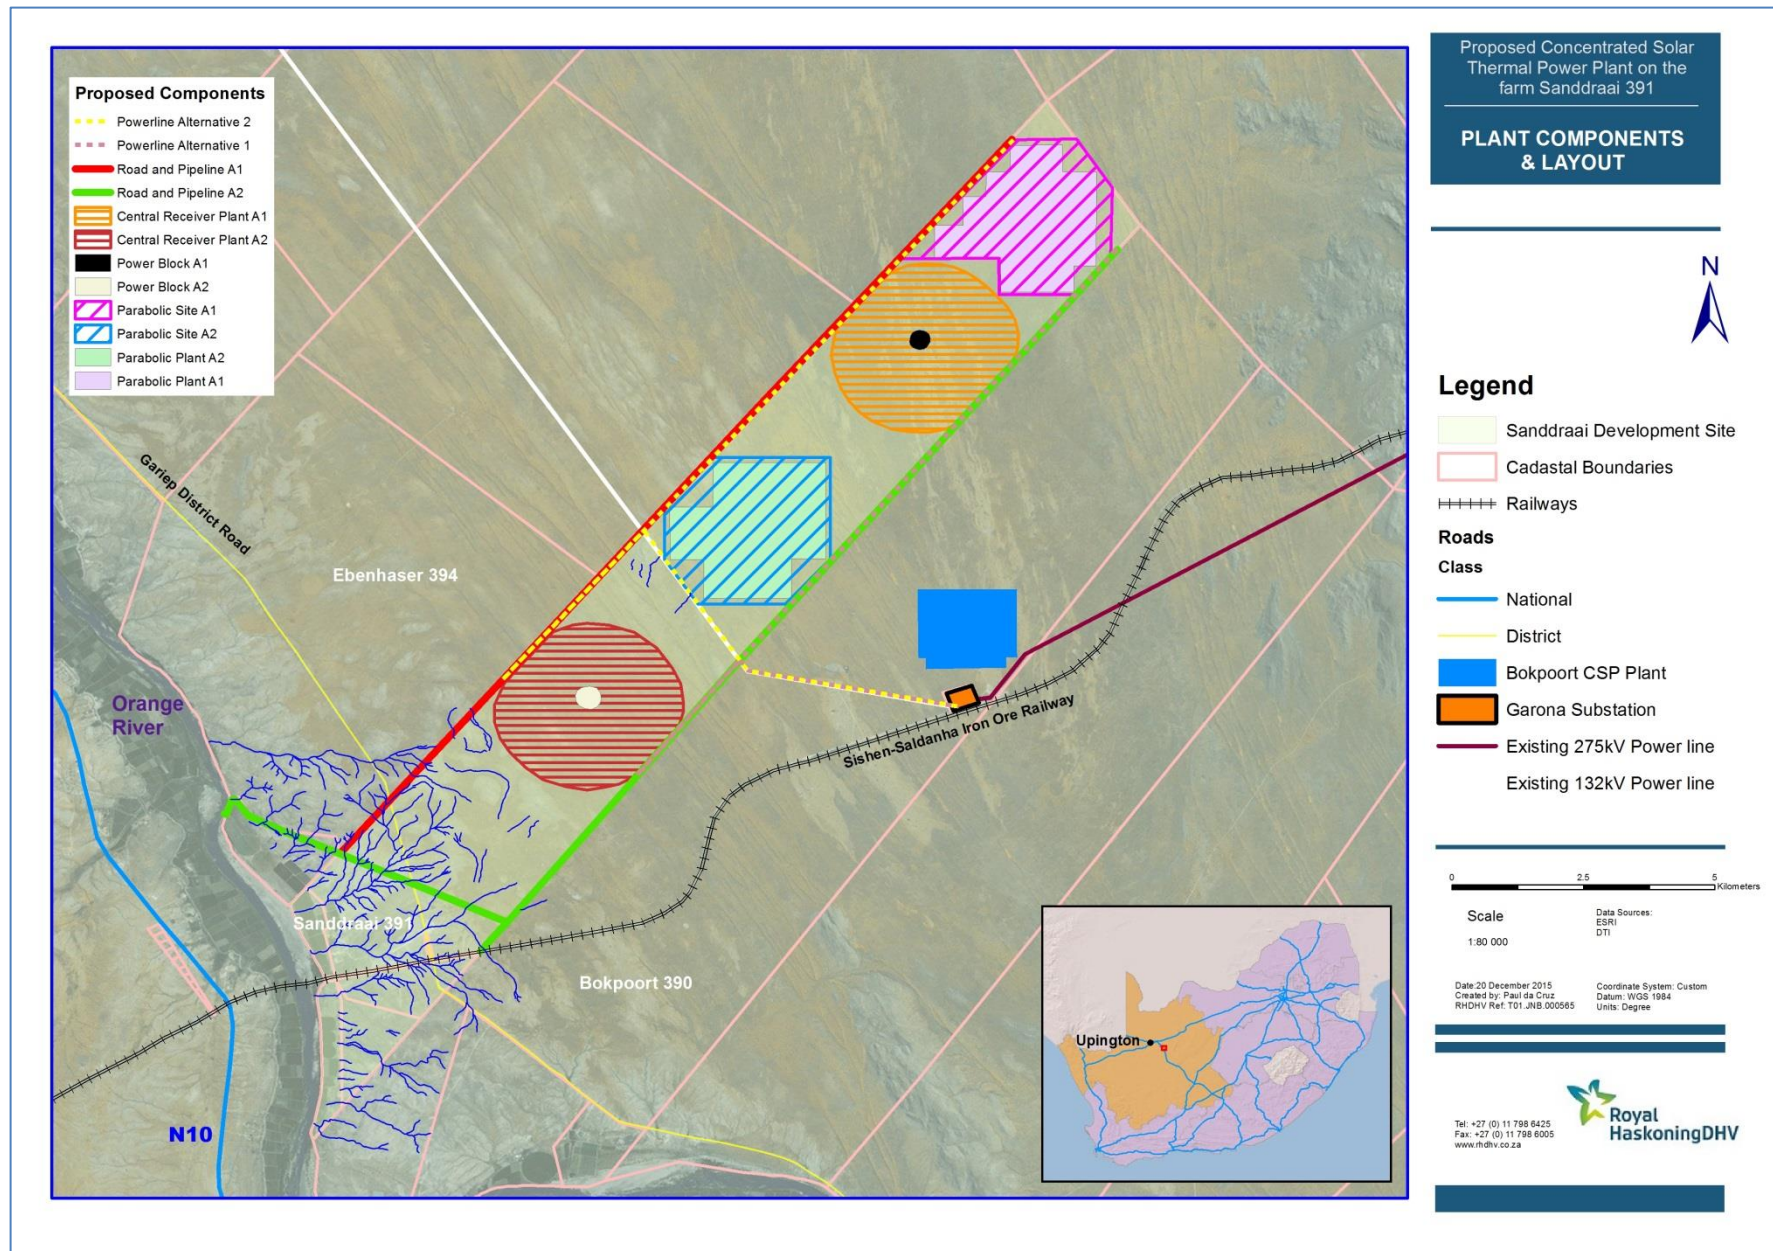 Proposed Components
Powerline Alternative 2
Powerline Alternative 1
Road and Pipeline A1
Road and Pipeline A2
Central Receiver Plant A1
Central Receiver Plant A2
Power Block A1
Power Block A2
Parabolic Site A1
Parabolic Site A2
Parabolic Plant A2
Parabolic Plant A1
Gariep District Road
Ebenhaser 394
Orange
River
Sishen-Saldanha Iron Ore Railway
Sanddraai 391
Bokpoort 390
N10
Upington
Proposed Concentrated Solar
Thermal Power Plant on the
farm Sanddraai 391
PLANT COMPONENTS
& LAYOUT
N
Legend
Sanddraai Development Site
Cadastal Boundaries
Railways
Roads
Class
National
District
Bokpoort CSP Plant
Garona Substation
Existing 275kV Power line
Existing 132kV Power line
0 2.5 5
Kilometers
Scale
1:80 000
Data Sources:
ESRI
DTI
Date:20 December 2015
Created by: Paul da Cruz
RHDHV Ref: T01.JNB.000565
Coordinate System: Custom
Datum: WGS 1984
Units: Degree
Tel: +27 (0) 11 798 6425
Fax: +27 (0) 11 798 6005
www.rhdhv.co.za
Royal
HaskoningDHV